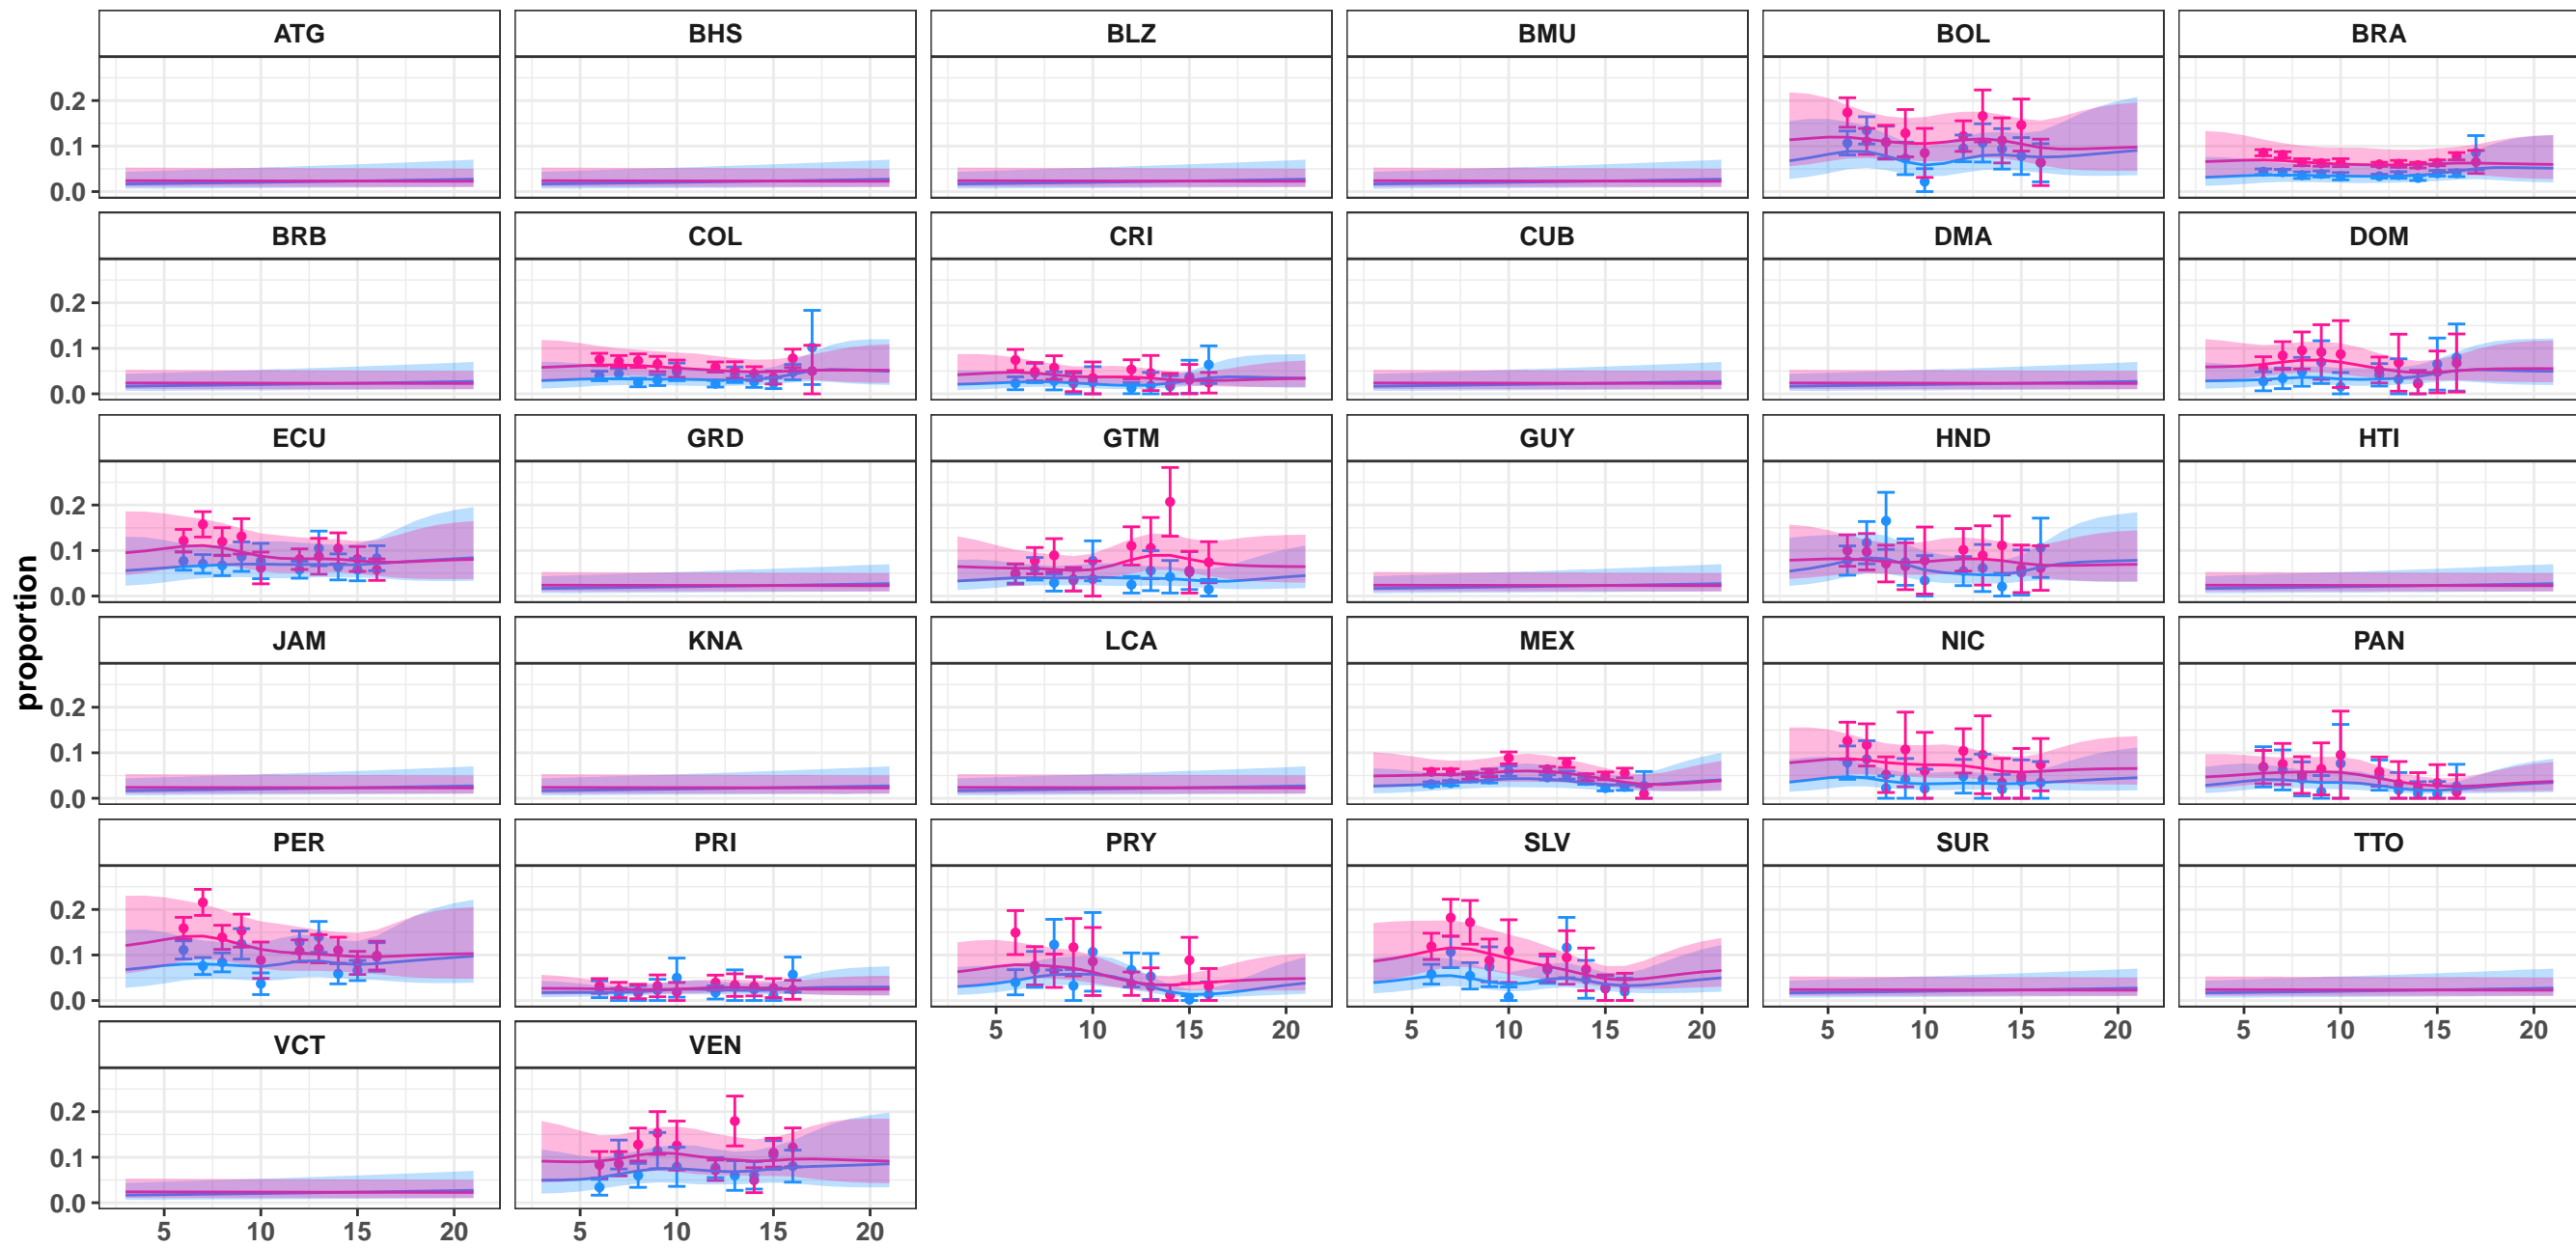 ATG BHS BLZ BMU BOL BRA
0.2
0.1
0.0
BRB COL CRI CUB DMA DOM
0.2
0.1
0.0
ECU GRD GTM GUY HND HTI
0.2
0.1
0.0
JAM KNA LCA MEX NIC PAN
0.2
0.1
0.0
proportion
PER PRI PRY SLV SUR TTO
0.2
0.1
0.0
5 10 15 20 5 10 15 20 5 10 15 20 5 10 15 20
VCT VEN
0.2
0.1
0.0
5 10 15 20 5 10 15 20